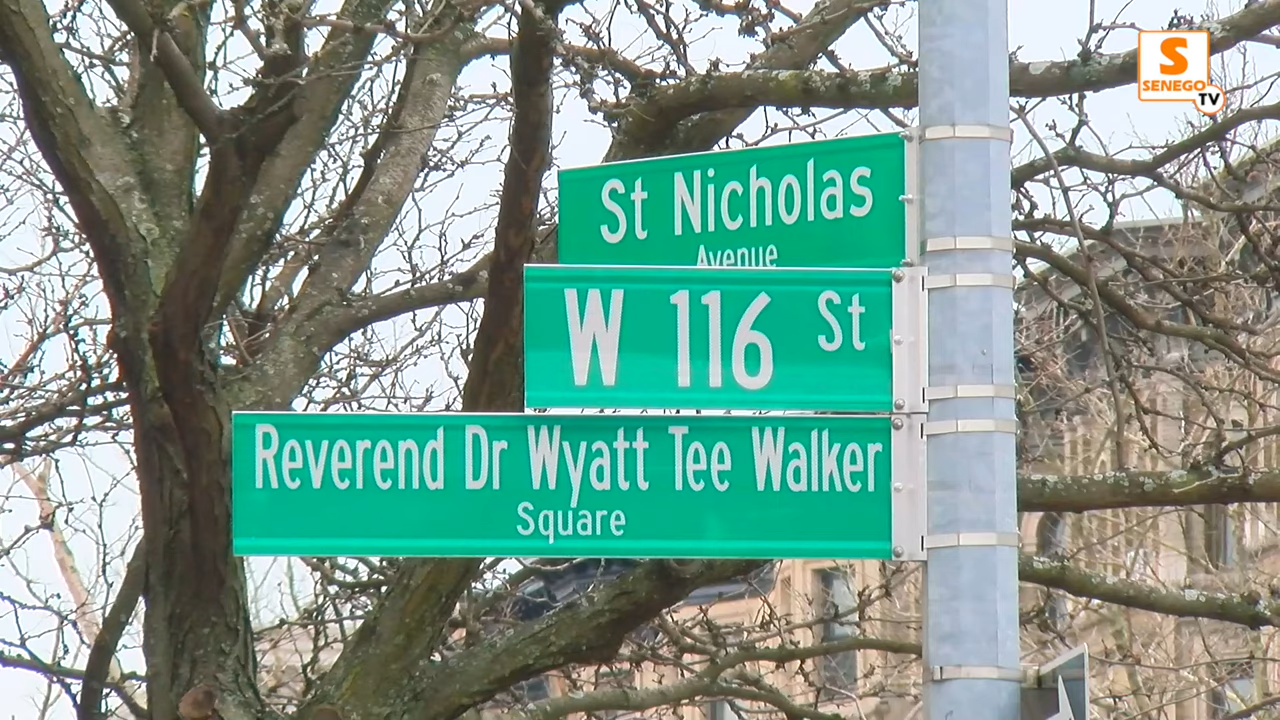 S
SENEGO
TV
St Nicholas
Avenue
W 116 St
Reverend Dr Wyatt Tee Walker
Square